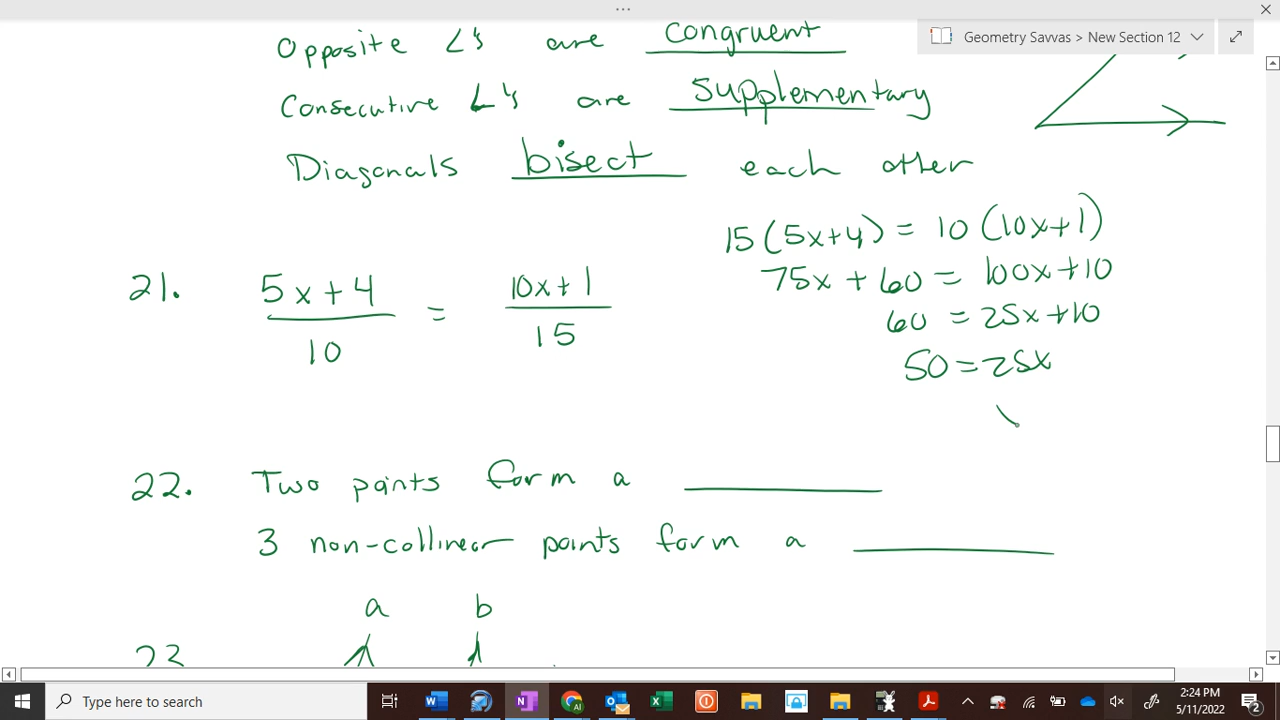 ...
Geometry Savvas > New Section 12
Opposite ∠'s are congruent
Consecutive ∠'s are supplementary
Diagonals bisect each other
15(5x+4) = 10(10x+1)
75x + 60 = 100x+10
60 = 25x+10
50=25x
21. 5x+4 = 10x+1
10 15
22. Two points form a ____
3 non-collinear points form a ____
a b
23
Type here to search
2:24 PM
5/11/2022
2